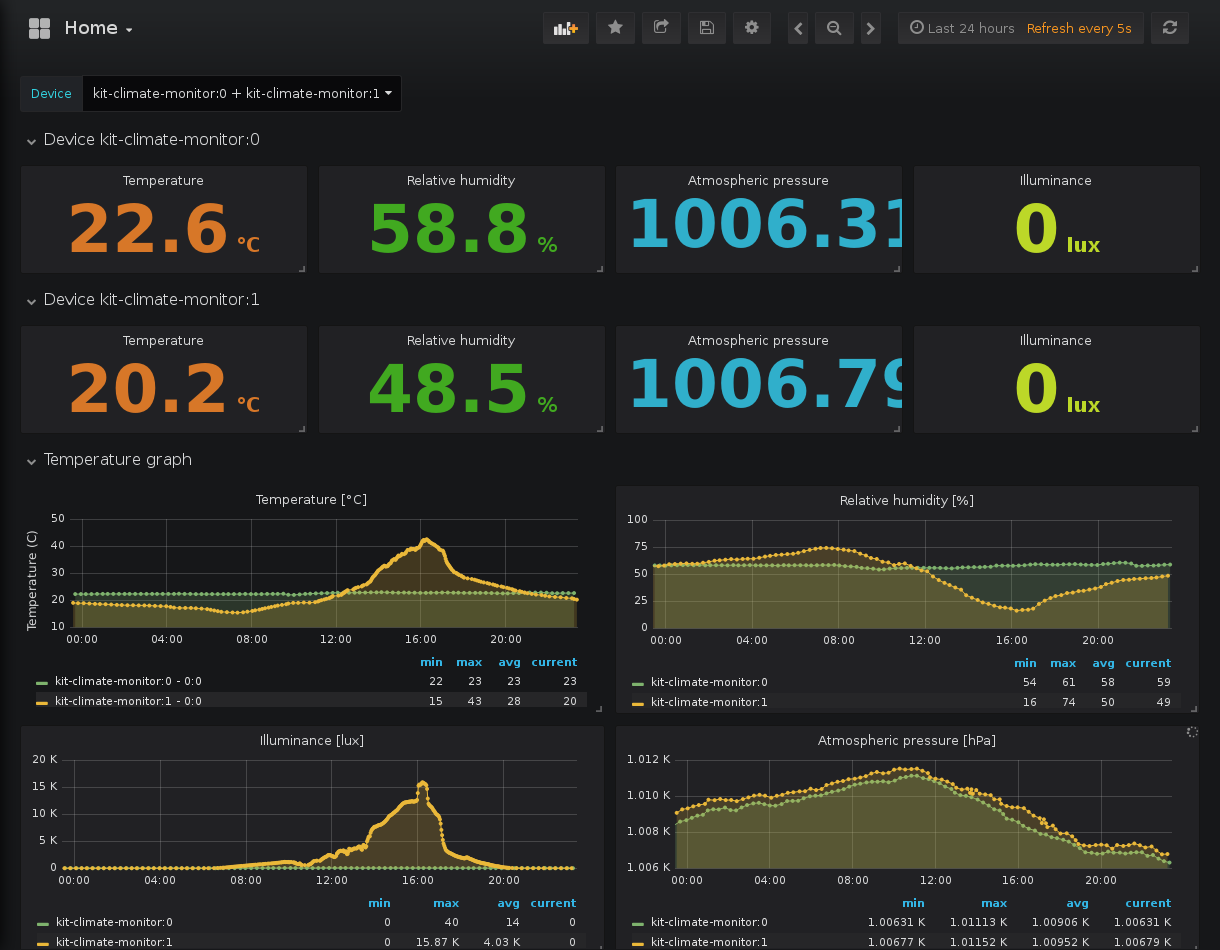 Home
Last 24 hours Refresh every 5s
Device kit-climate-monitor:0 + kit-climate-monitor:1
Device kit-climate-monitor:0
Temperature Relative humidity Atmospheric pressure Illuminance
22.6 °C 58.8 % 1006.31 0 lux
Device kit-climate-monitor:1
Temperature Relative humidity Atmospheric pressure Illuminance
20.2 °C 48.5 % 1006.79 0 lux
Temperature graph
Temperature [°C]
Temperature (C)
50
40
30
20
10
00:00 04:00 08:00 12:00 16:00 20:00
min max avg current
kit-climate-monitor:0 - 0:0 22 23 23 23
kit-climate-monitor:1 - 0:0 15 43 28 20
Relative humidity [%]
100
75
50
25
0
00:00 04:00 08:00 12:00 16:00 20:00
min max avg current
kit-climate-monitor:0 54 61 58 59
kit-climate-monitor:1 16 74 50 49
Illuminance [lux]
20 K
15 K
10 K
5 K
0
00:00 04:00 08:00 12:00 16:00 20:00
min max avg current
kit-climate-monitor:0 0 40 14 0
kit-climate-monitor:1 0 15.87 K 4.03 K 0
Atmospheric pressure [hPa]
1.012 K
1.010 K
1.008 K
1.006 K
00:00 04:00 08:00 12:00 16:00 20:00
min max avg current
kit-climate-monitor:0 1.00631 K 1.01113 K 1.00906 K 1.00631 K
kit-climate-monitor:1 1.00677 K 1.01152 K 1.00952 K 1.00679 K